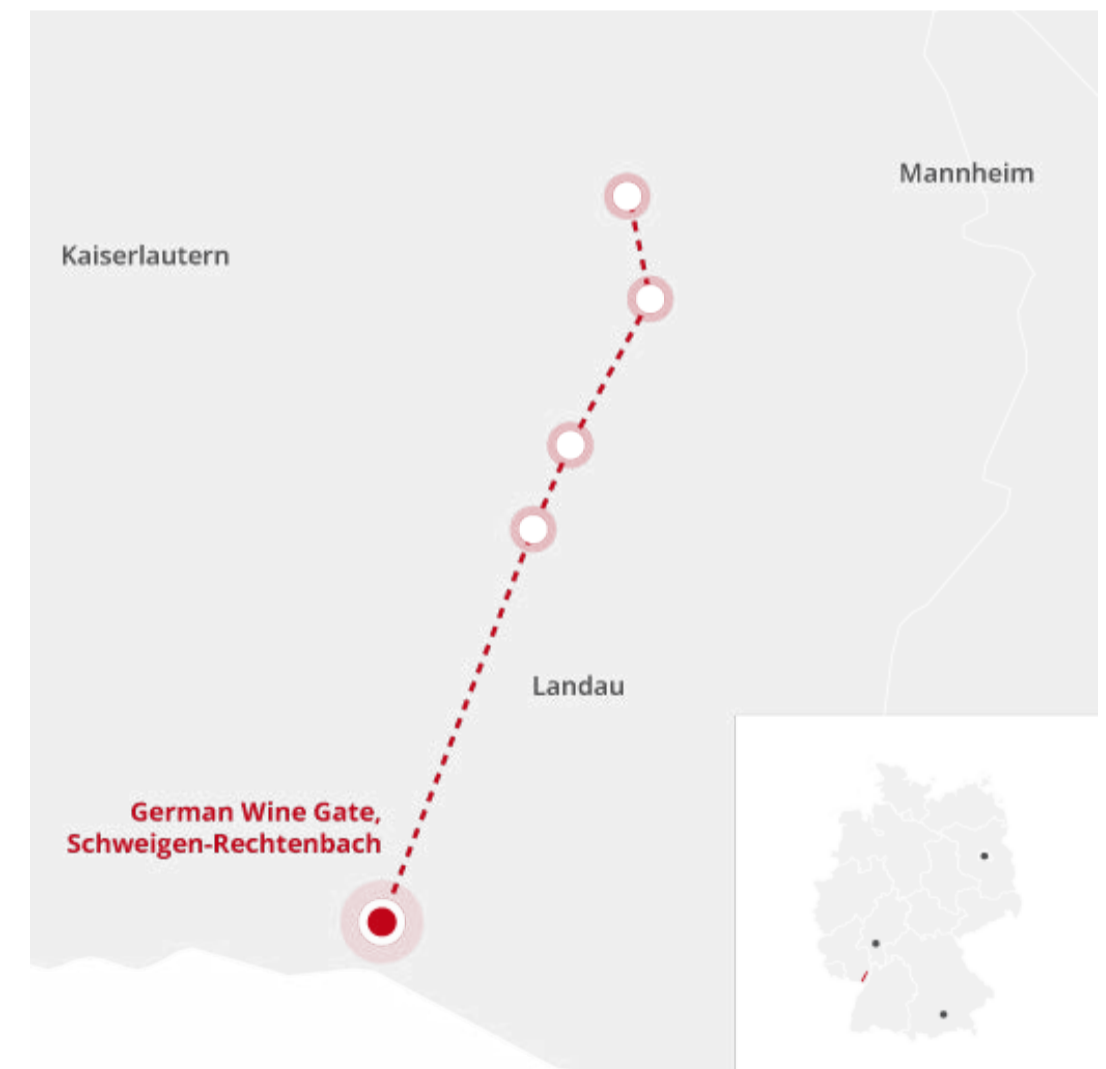 Mannheim
Kaiserlautern
Landau
German Wine Gate,
Schweigen-Rechtenbach